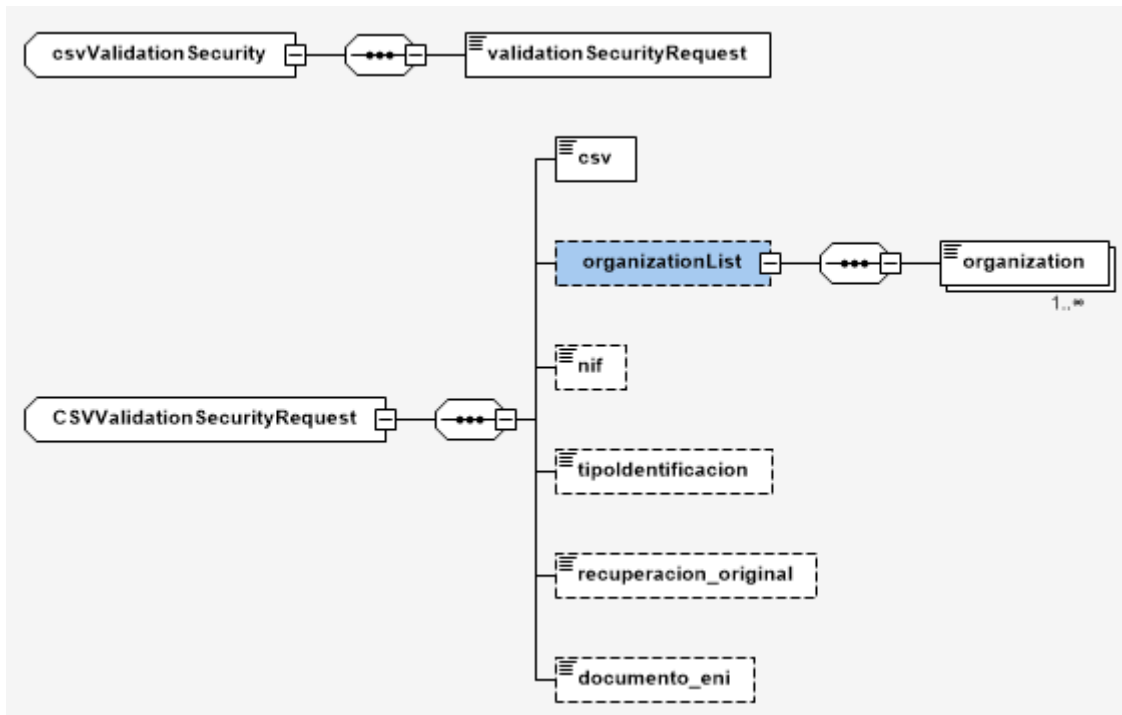 csvValidationSecurity
validationSecurityRequest
csv
organizationList
organization
1..∞
nif
CSVValidationSecurityRequest
tipoIdentificacion
recuperacion_original
documento_eni